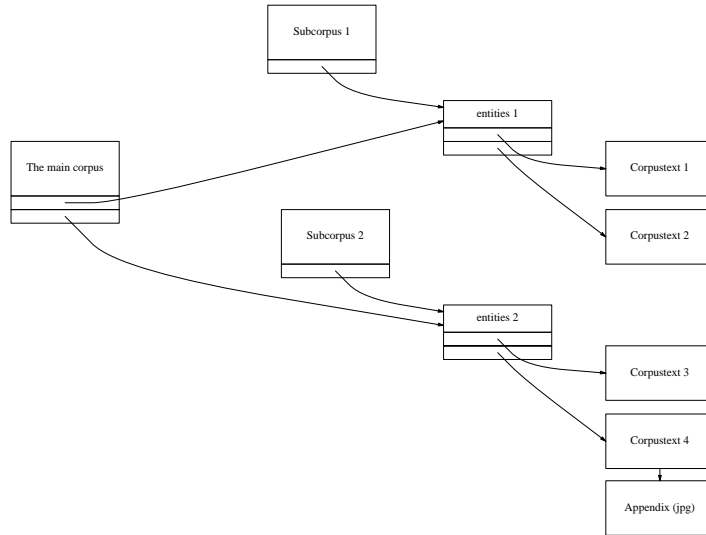 Subcorpus 1
entities 1
The main corpus
Corpustext 1
Corpustext 2
Subcorpus 2
entities 2
Corpustext 3
Corpustext 4
Appendix (jpg)